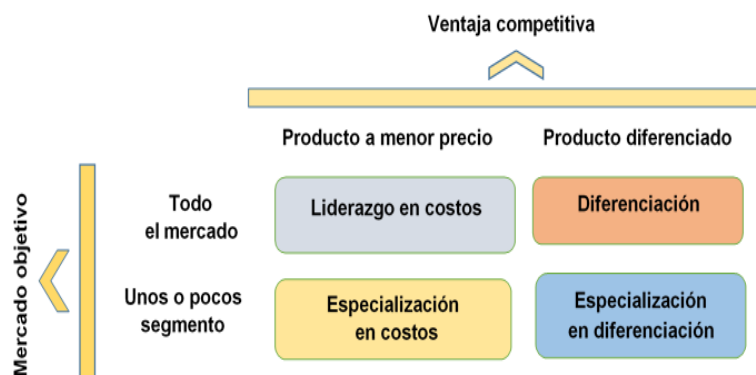 Ventaja competitiva
Producto a menor precio
Producto diferenciado
Mercado objetivo
Todo
el mercado
Liderazgo en costos
Diferenciación
Unos o pocos
segmento
Especialización
en costos
Especialización
en diferenciación